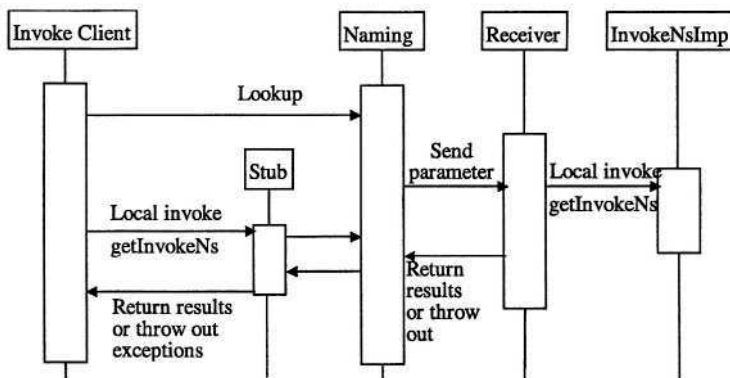 Invoke Client
Naming
Receiver
InvokeNsImp
Lookup
Stub
Send
parameter
Local invoke
getInvokeNs
Local invoke
getInvokeNs
Return results
or throw out
exceptions
Return
results
or throw
out